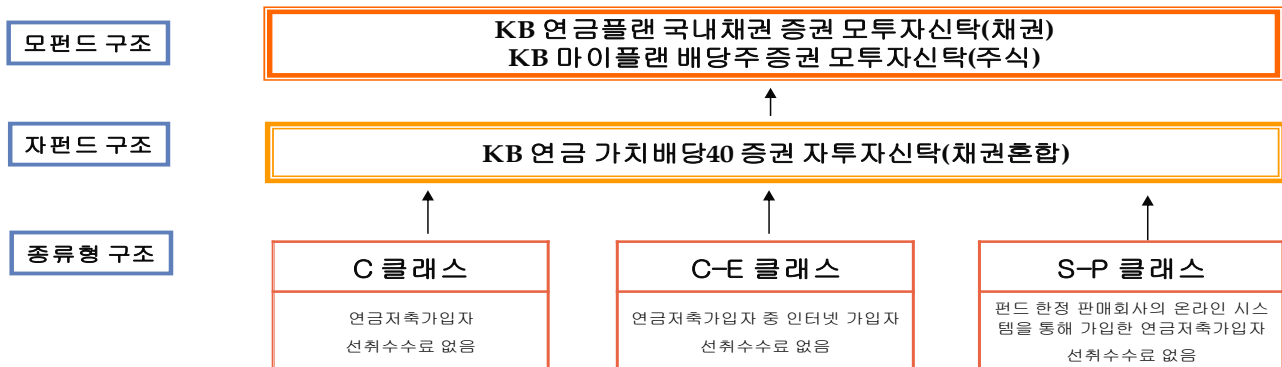 모펀드 구조
KB 연금플랜 국내채권 증권 모투자신탁(채권)
KB 마이플랜 배당주 증권 모투자신탁(주식)
자펀드 구조
KB 연금 가치배당40 증권 자투자신탁(채권혼합)
종류형 구조
C 클래스
연금저축가입자
선취수수료 없음
C-E 클래스
연금저축가입자 중 인터넷 가입자
선취수수료 없음
S-P 클래스
펀드 한정 판매회사의 온라인 시스
템을 통해 가입한 연금저축가입자
선취수수료 없음